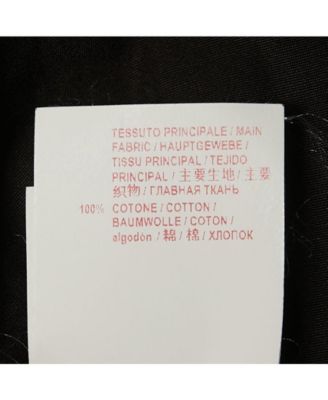 TESSUTO PRINCIPALE / MAIN
FABRIC / HAUPTGEWEBE /
TISSU PRINCIPAL / TEJIDO
PRINCIPAL / 主要生地 / 主要
织物 / ГЛАВНАЯ ТКАНЬ
100% COTONE / COTTON /
BAUMWOLLE / COTON /
algodón / 綿 / 棉 / ХЛОПОК